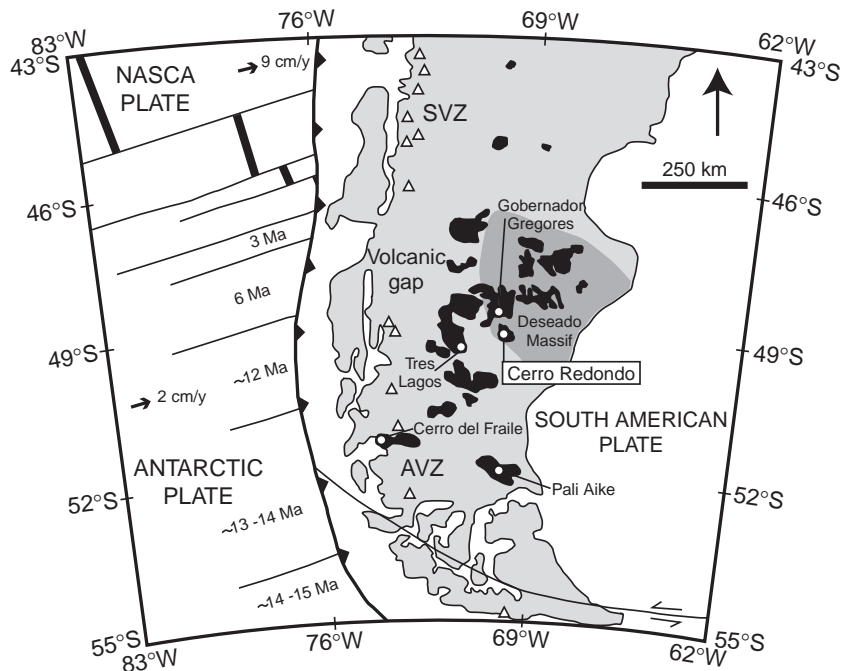 76°W
69°W
83°W
62°W
43°S
43°S
NASCA
PLATE
9 cm/y
SVZ
250 km
46°S
46°S
Gobernador
Gregores
3 Ma
Volcanic
gap
6 Ma
Deseado
Massif
49°S
49°S
~12 Ma
Tres
Lagos
Cerro Redondo
2 cm/y
SOUTH AMERICAN
PLATE
Cerro del Fraile
ANTARCTIC
PLATE
AVZ
Pali Aike
52°S
52°S
~13 -14 Ma
~14 -15 Ma
55°S
55°S
83°W
76°W
69°W
62°W